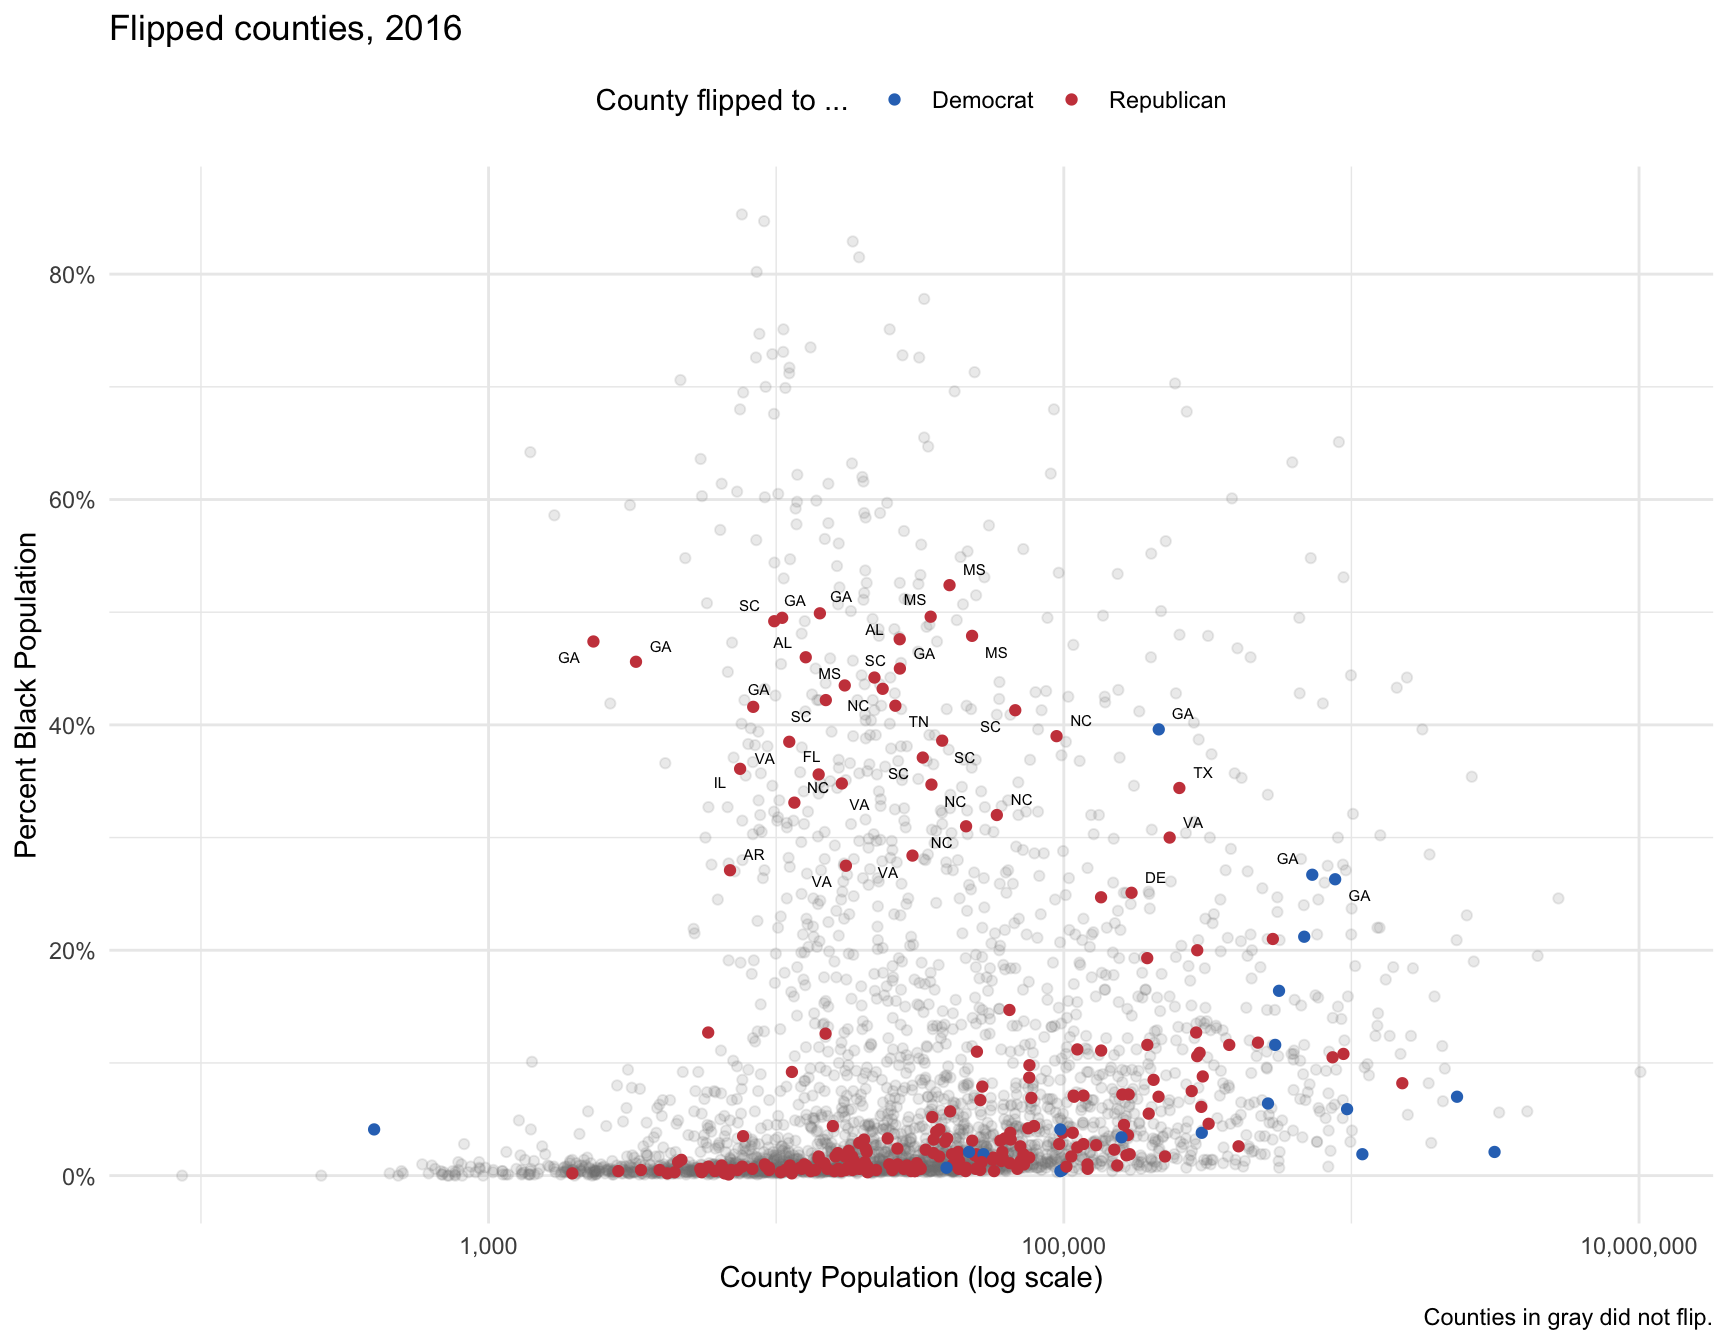 Flipped counties, 2016
County flipped to ... Democrat Republican
Percent Black Population
80%
60%
40%
20%
0%
MS
SC GA GA MS
AL
GA GA AL SC GA MS
MS
GA SC NC TN SC NC GA
VA FL SC SC TX
IL NC VA NC NC
VA
NC
AR VA VA DE GA
GA
1,000 100,000 10,000,000
County Population (log scale)
Counties in gray did not flip.